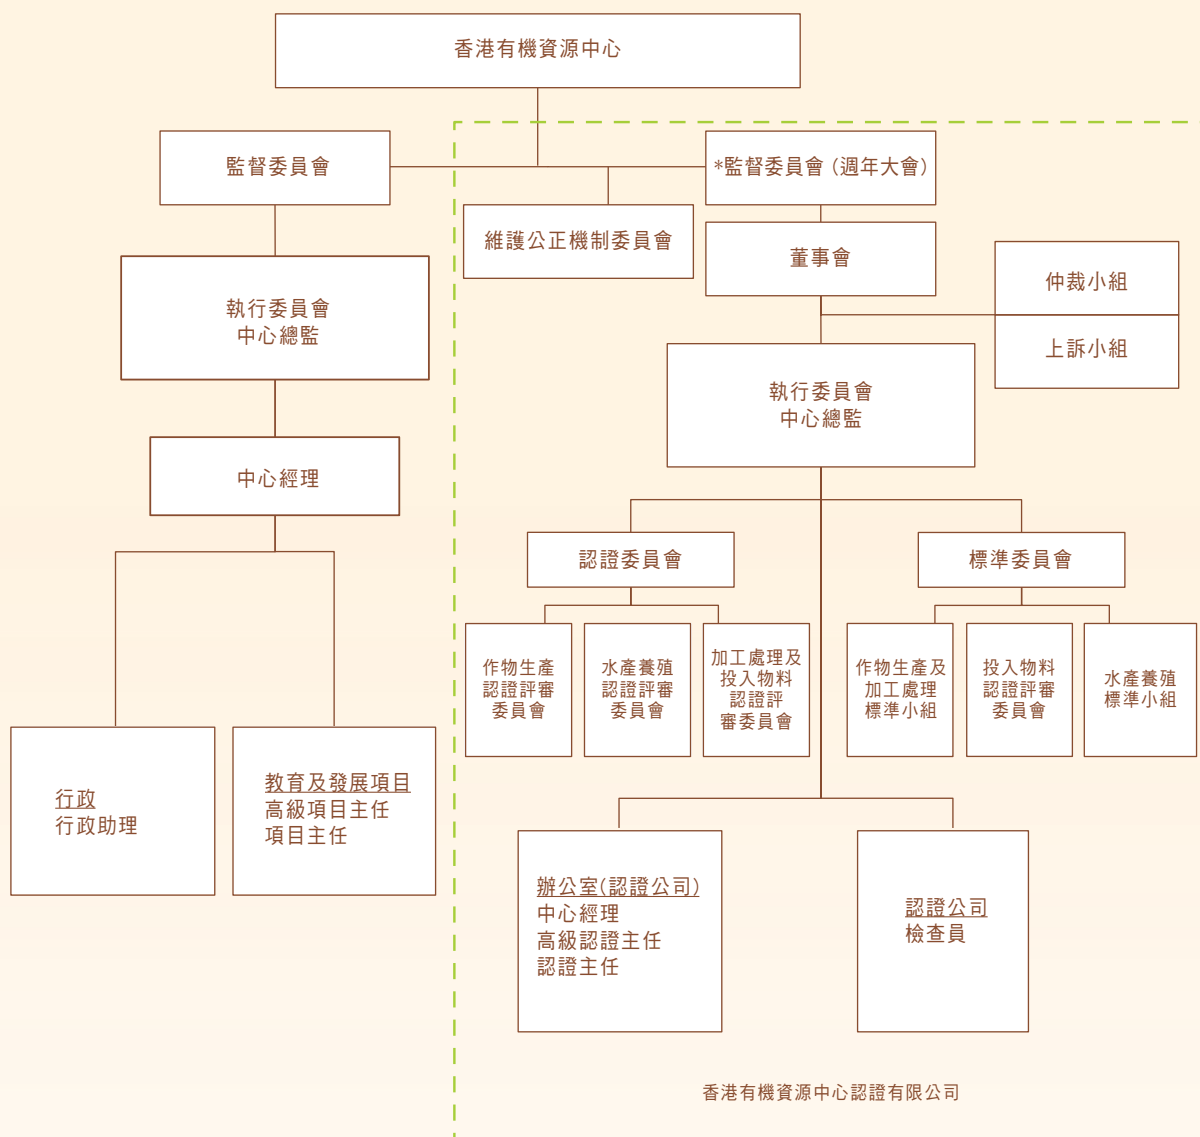 香港有機資源中心
監督委員會
*監督委員會 (週年大會)
維護公正機制委員會
董事會
仲裁小組
上訴小組
執行委員會
中心總監
執行委員會
中心總監
中心經理
認證委員會
標準委員會
作物生產
認證評審
委員會
水產養殖
認證評審
委員會
加工處理及
投入物料
認證評
審委員會
作物生產及
加工處理
標準小組
投入物料
認證評審
委員會
水產養殖
標準小組
行政
行政助理
教育及發展項目
高級項目主任
項目主任
辦公室(認證公司)
中心經理
高級認證主任
認證主任
認證公司
檢查員
香港有機資源中心認證有限公司